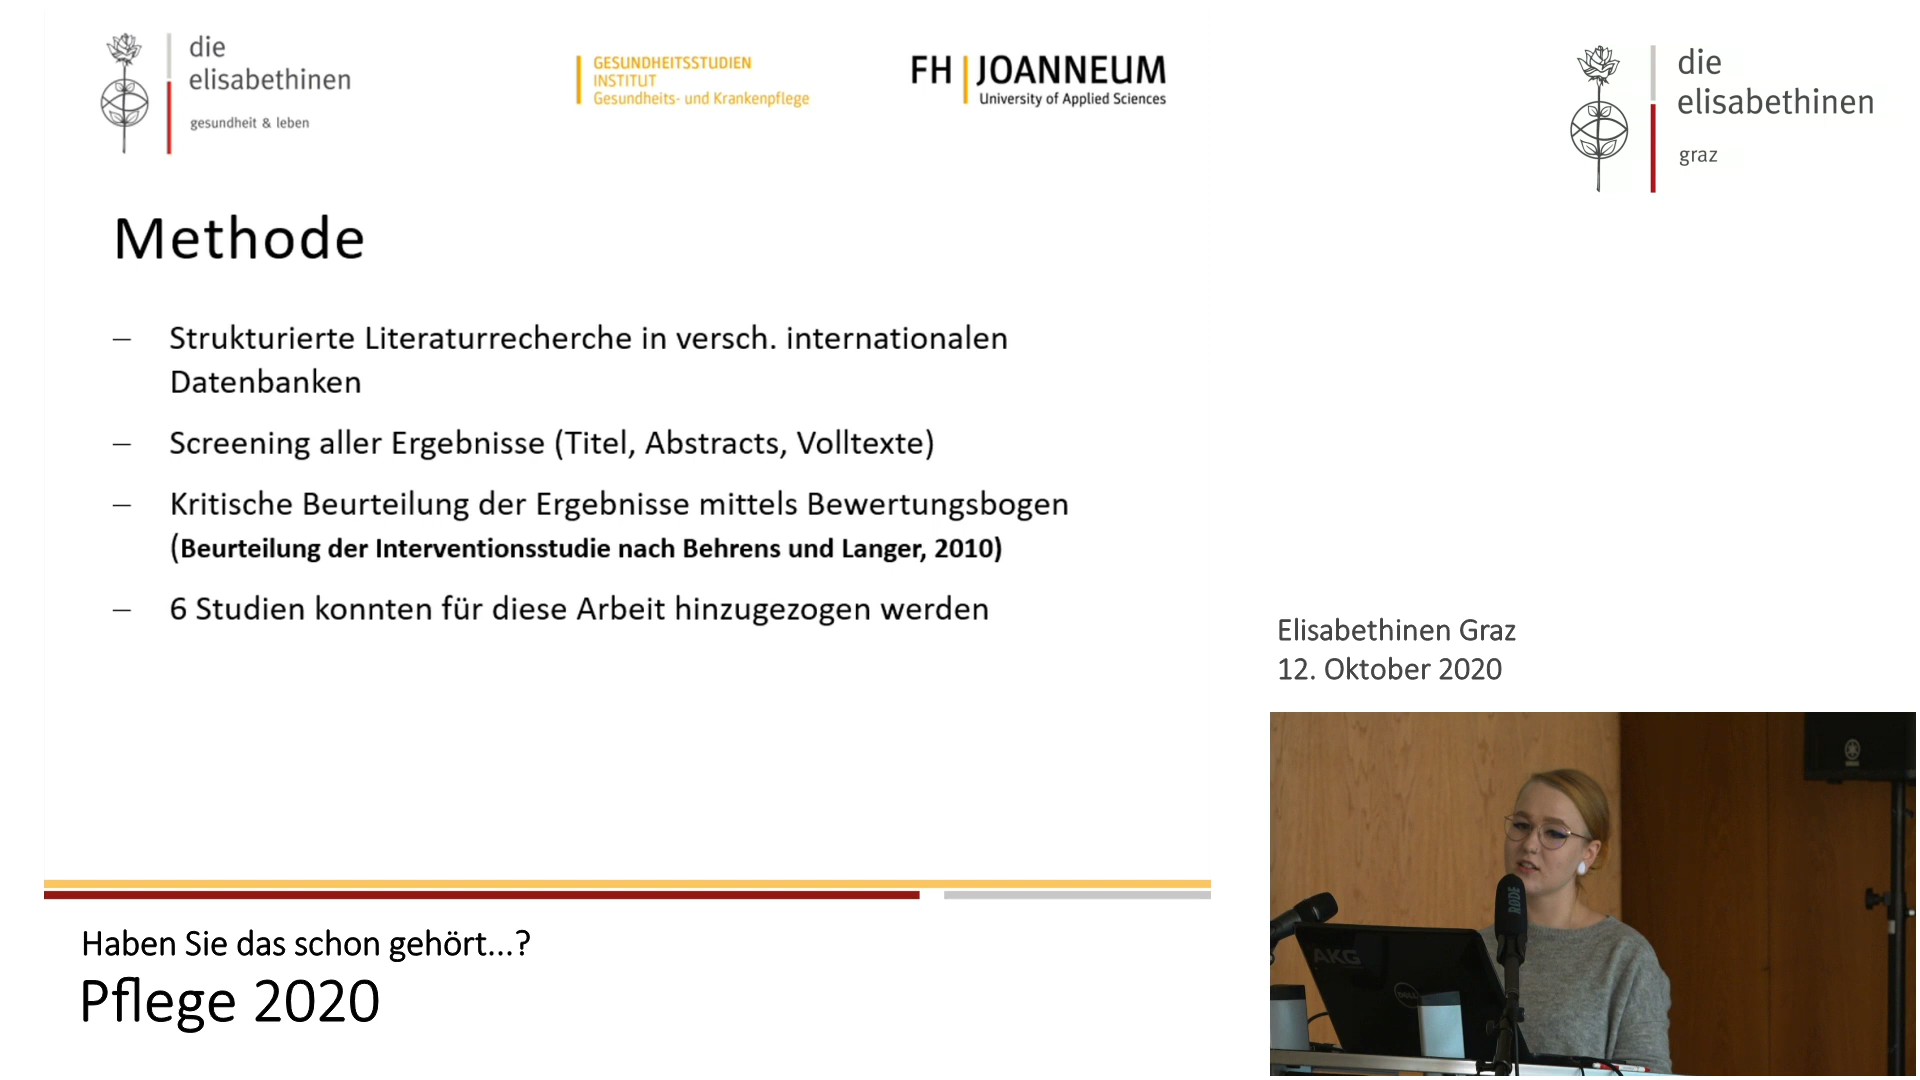 die
elisabethinen
gesundheit & leben
GESUNDHEITSSTUDIEN
INSTITUT
Gesundheits- und Krankenpflege
FH JOANNEUM
University of Applied Sciences
die
elisabethinen
graz
Methode
– Strukturierte Literaturrecherche in versch. internationalen
Datenbanken
– Screening aller Ergebnisse (Titel, Abstracts, Volltexte)
– Kritische Beurteilung der Ergebnisse mittels Bewertungsbogen
(Beurteilung der Interventionsstudie nach Behrens und Langer, 2010)
– 6 Studien konnten für diese Arbeit hinzugezogen werden
Elisabethinen Graz
12. Oktober 2020
RØDE
AKG
DELL
Haben Sie das schon gehört...?
Pflege 2020